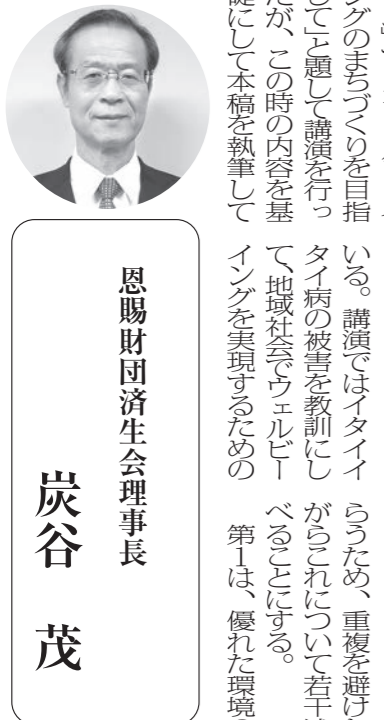 ングのまちづくりを目指
して」と題して講演を行っ
たが、この時の内容を基
礎にして本稿を執筆して
いる。講演ではイタイイ
タイ病の被害を教訓にし
て、地域社会でウェルビー
イングを実現するための
らうため、重複を避け
がらこれについて若干
べることにする。
第1は、優れた環境
恩賜財団済生会理事長
炭谷　茂